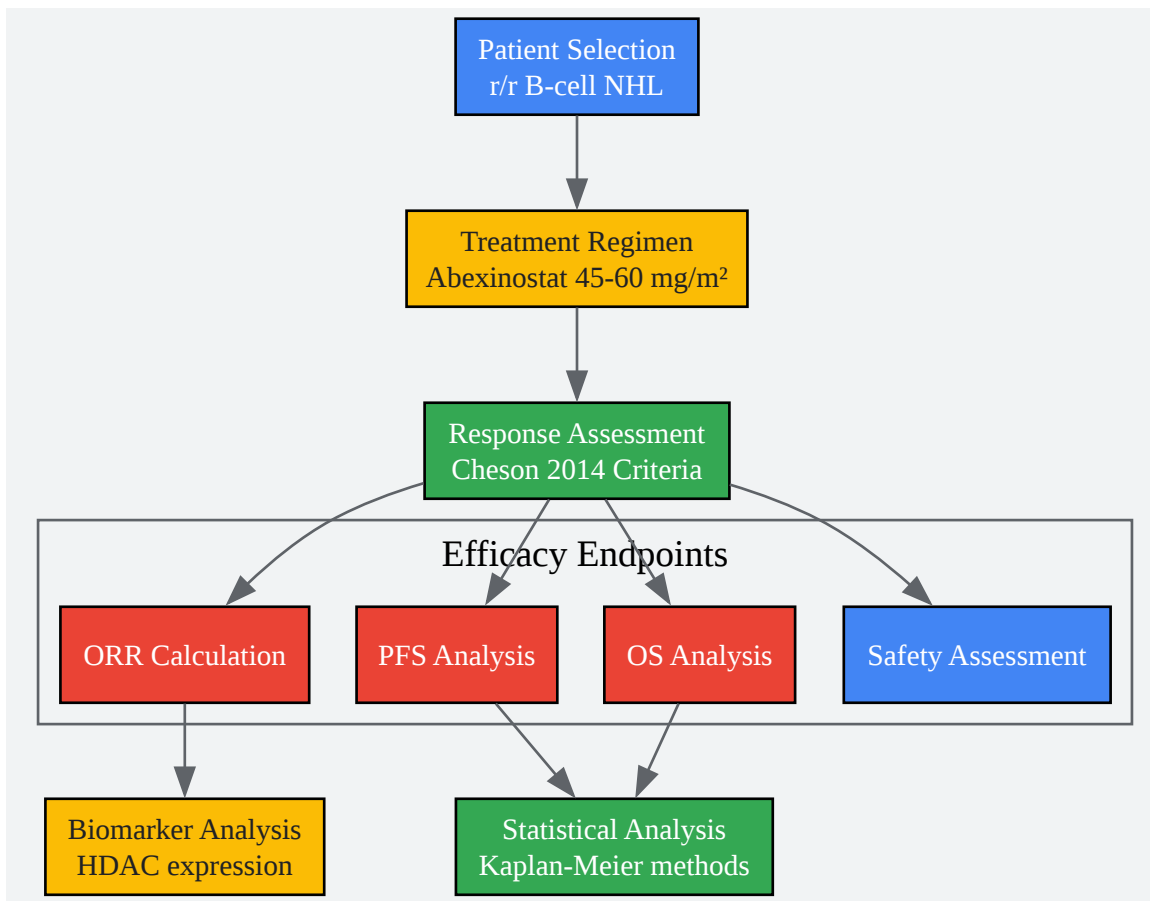 Patient Selection
r/r B-cell NHL
Treatment Regimen
Abexinostat 45-60 mg/m²
Response Assessment
Cheson 2014 Criteria
Efficacy Endpoints
ORR Calculation
PFS Analysis
OS Analysis
Safety Assessment
Biomarker Analysis
HDAC expression
Statistical Analysis
Kaplan-Meier methods